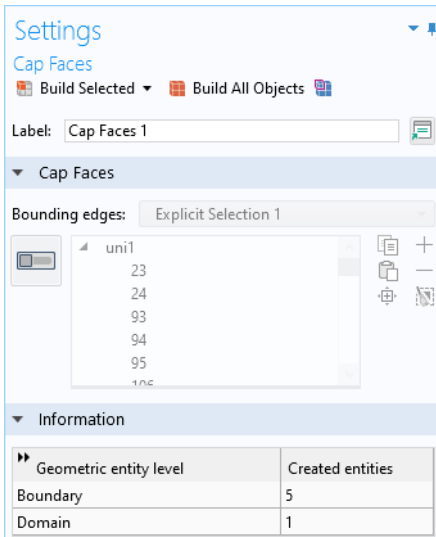 Settings
Cap Faces
Build Selected Build All Objects
Label: Cap Faces 1
Cap Faces
Bounding edges: Explicit Selection 1
uni1
23
24
93
94
95
106
Information
Geometric entity level Created entities
Boundary 5
Domain 1